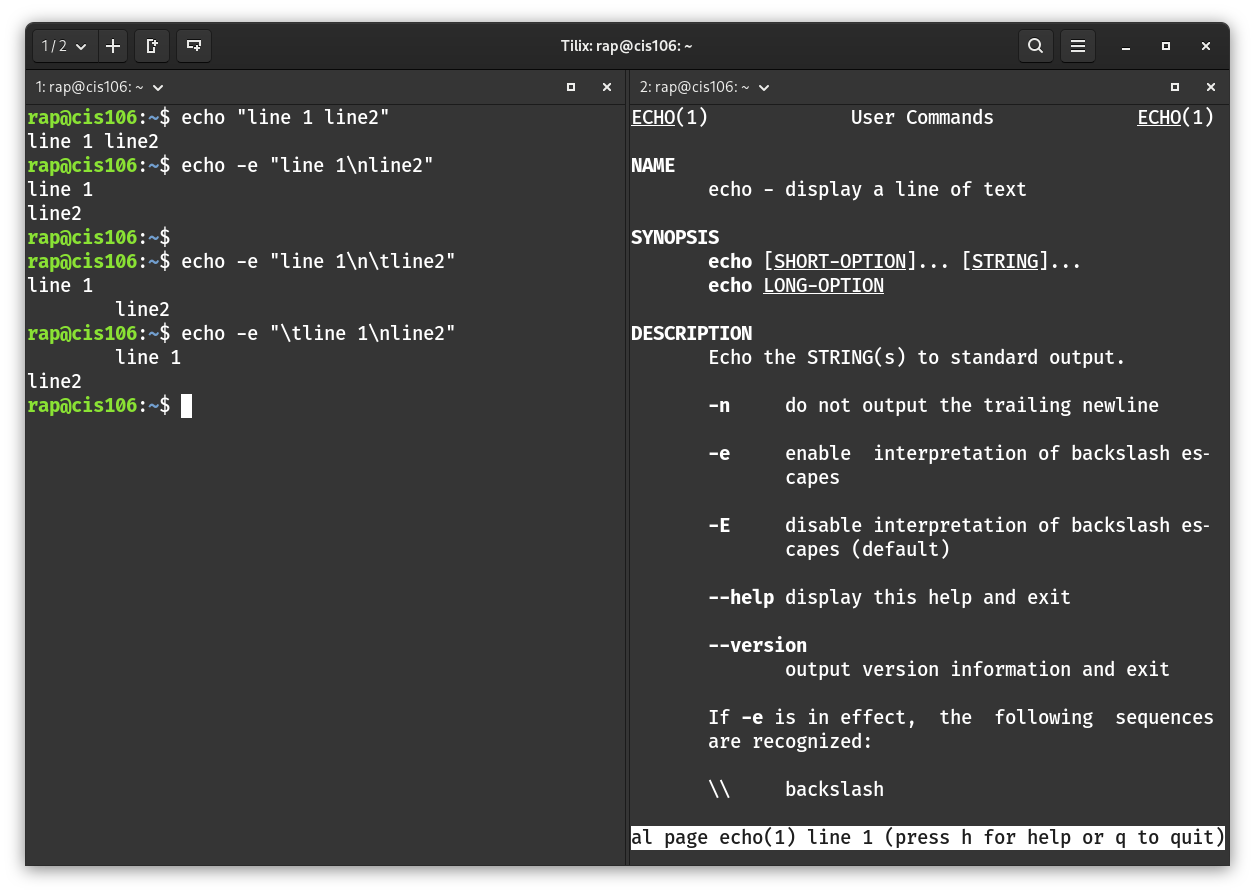 1 / 2
Tilix: rap@cis106: ~
1: rap@cis106: ~
rap@cis106:~$ echo "line 1 line2"
line 1 line2
rap@cis106:~$ echo -e "line 1\nline2"
line 1
line2
rap@cis106:~$
rap@cis106:~$ echo -e "line 1\n\tline2"
line 1
        line2
rap@cis106:~$ echo -e "\tline 1\nline2"
        line 1
line2
rap@cis106:~$
2: rap@cis106: ~
ECHO(1)             User Commands             ECHO(1)
NAME
       echo - display a line of text
SYNOPSIS
       echo [SHORT-OPTION]... [STRING]...
       echo LONG-OPTION
DESCRIPTION
       Echo the STRING(s) to standard output.
       -n     do not output the trailing newline
       -e     enable  interpretation of backslash es-
              capes
       -E     disable interpretation of backslash es-
              capes (default)
       --help display this help and exit
       --version
              output version information and exit
       If -e is in effect,  the  following  sequences
       are recognized:
       \\     backslash
al page echo(1) line 1 (press h for help or q to quit)